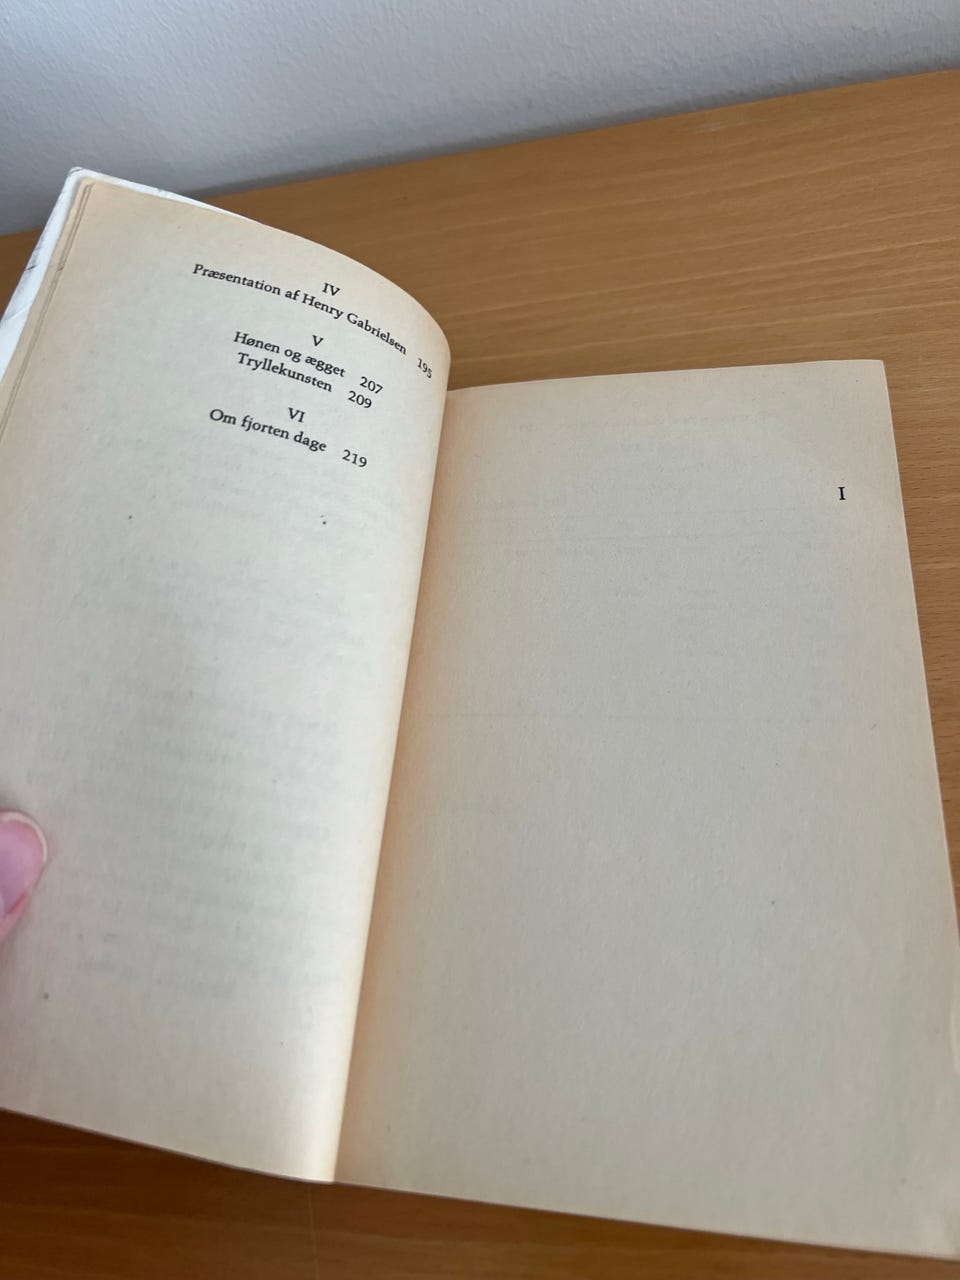 IV
Præsentation af Henry Gabrielsen 195
V
Hønen og ægget 207
Tryllekunsten 209
VI
Om fjorten dage 219
I